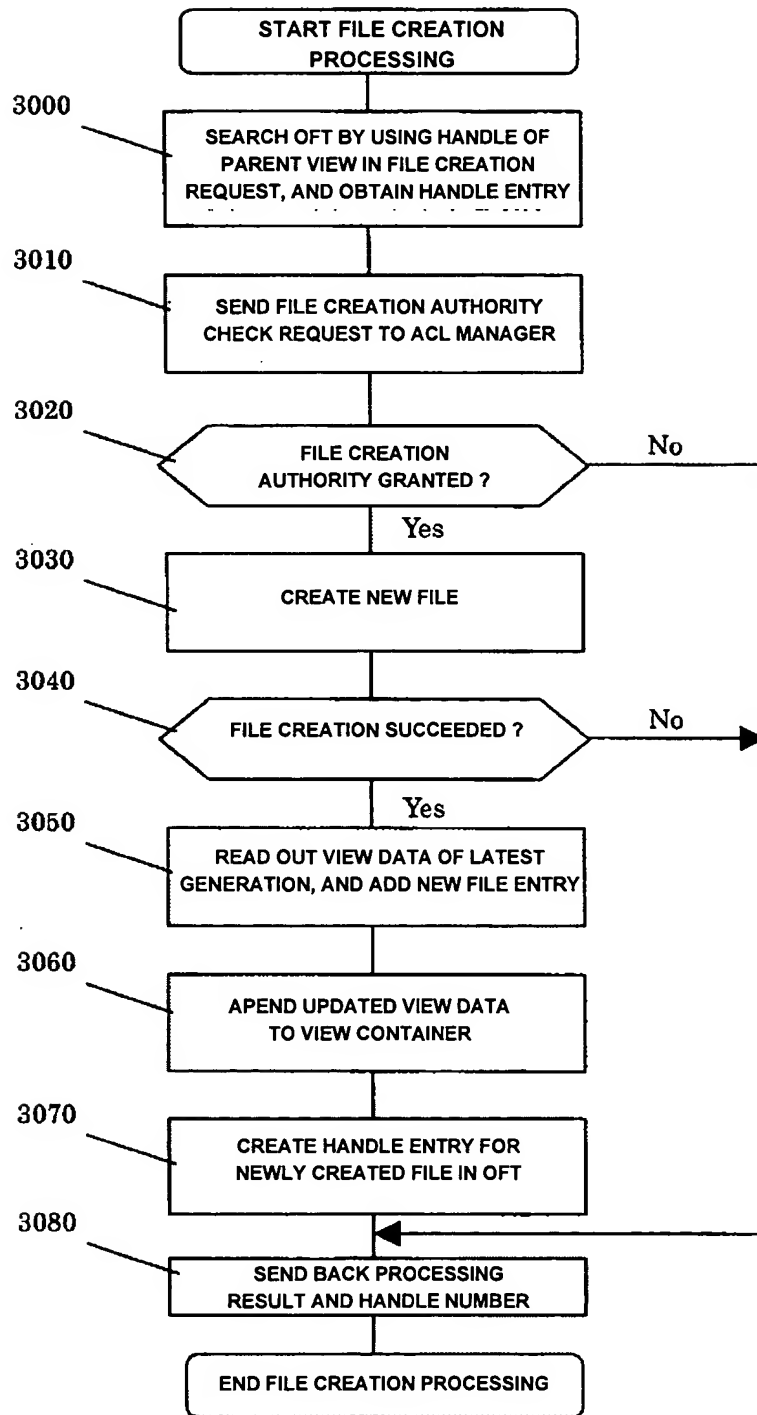 START FILE CREATION
PROCESSING
3000
SEARCH OFT BY USING HANDLE OF
PARENT VIEW IN FILE CREATION
REQUEST, AND OBTAIN HANDLE ENTRY
3010
SEND FILE CREATION AUTHORITY
CHECK REQUEST TO ACL MANAGER
3020
FILE CREATION
AUTHORITY GRANTED ?
No
Yes
3030
CREATE NEW FILE
3040
FILE CREATION SUCCEEDED ?
No
Yes
3050
READ OUT VIEW DATA OF LATEST
GENERATION, AND ADD NEW FILE ENTRY
3060
APEND UPDATED VIEW DATA
TO VIEW CONTAINER
3070
CREATE HANDLE ENTRY FOR
NEWLY CREATED FILE IN OFT
3080
SEND BACK PROCESSING
RESULT AND HANDLE NUMBER
END FILE CREATION PROCESSING